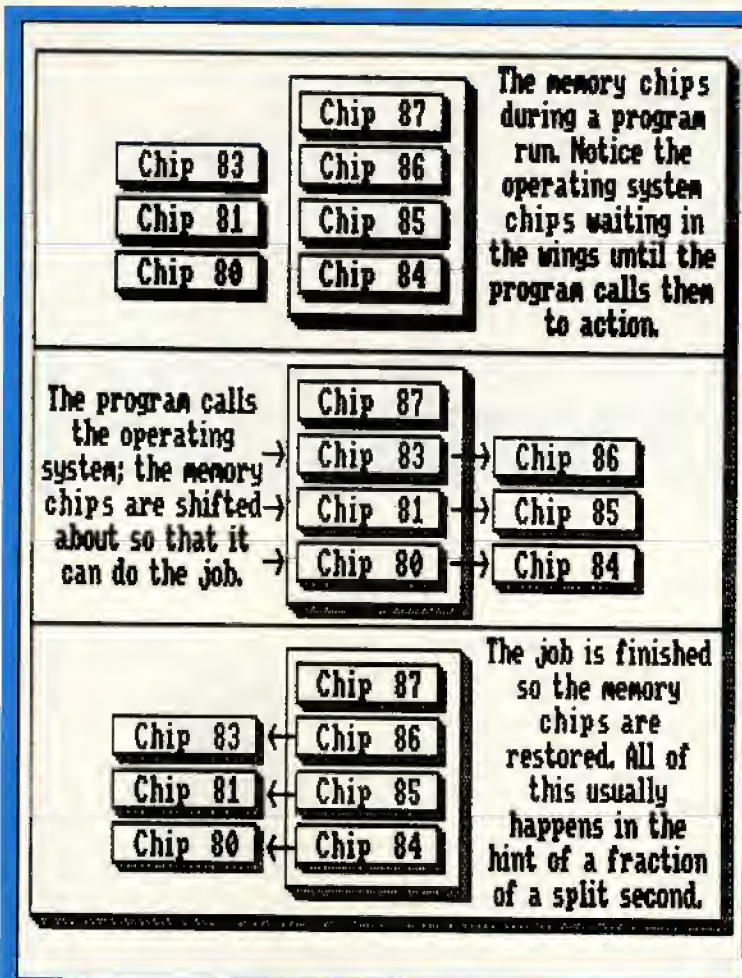 Chip 83
Chip 81
Chip 80
Chip 87
Chip 86
Chip 85
Chip 84
The memory chips
during a program
run. Notice the
operating system
chips waiting in
the wings until the
program calls them
to action.
The program calls
the operating
system; the memory
chips are shifted
about so that it
can do the job.
Chip 87
Chip 83
Chip 81
Chip 80
Chip 86
Chip 85
Chip 84
Chip 83
Chip 81
Chip 80
Chip 87
Chip 86
Chip 85
Chip 84
The job is finished
so the memory
chips are
restored. All of
this usually
happens in the
hint of a fraction
of a split second.